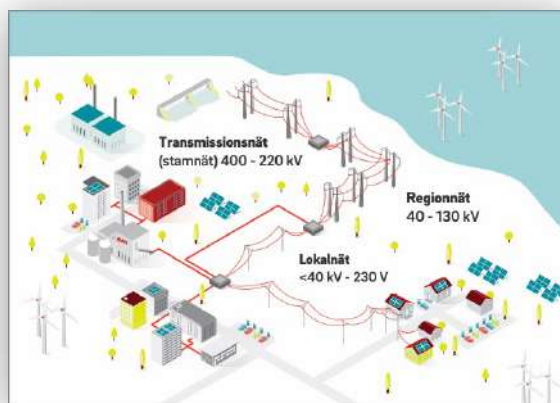 Transmissionsnät
(stamnät) 400 - 220 kV
Regionnät
40 - 130 kV
Lokalnät
<40 kV - 230 V